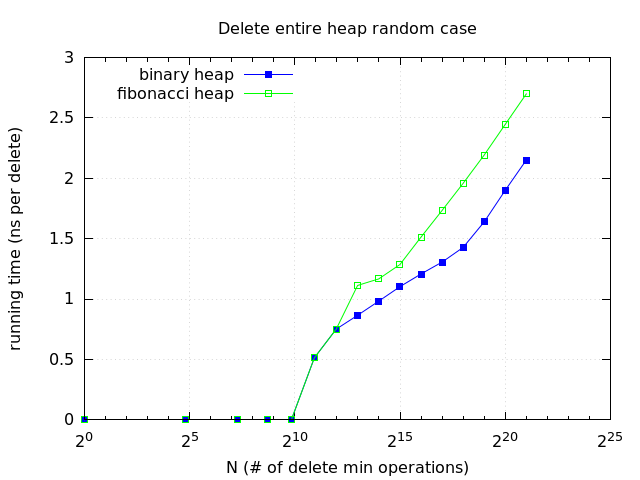 Delete entire heap random case
binary heap
fibonacci heap
3
2.5
2
1.5
1
0.5
0
2^0 2^5 2^10 2^15 2^20 2^25
running time (ns per delete)
N (# of delete min operations)